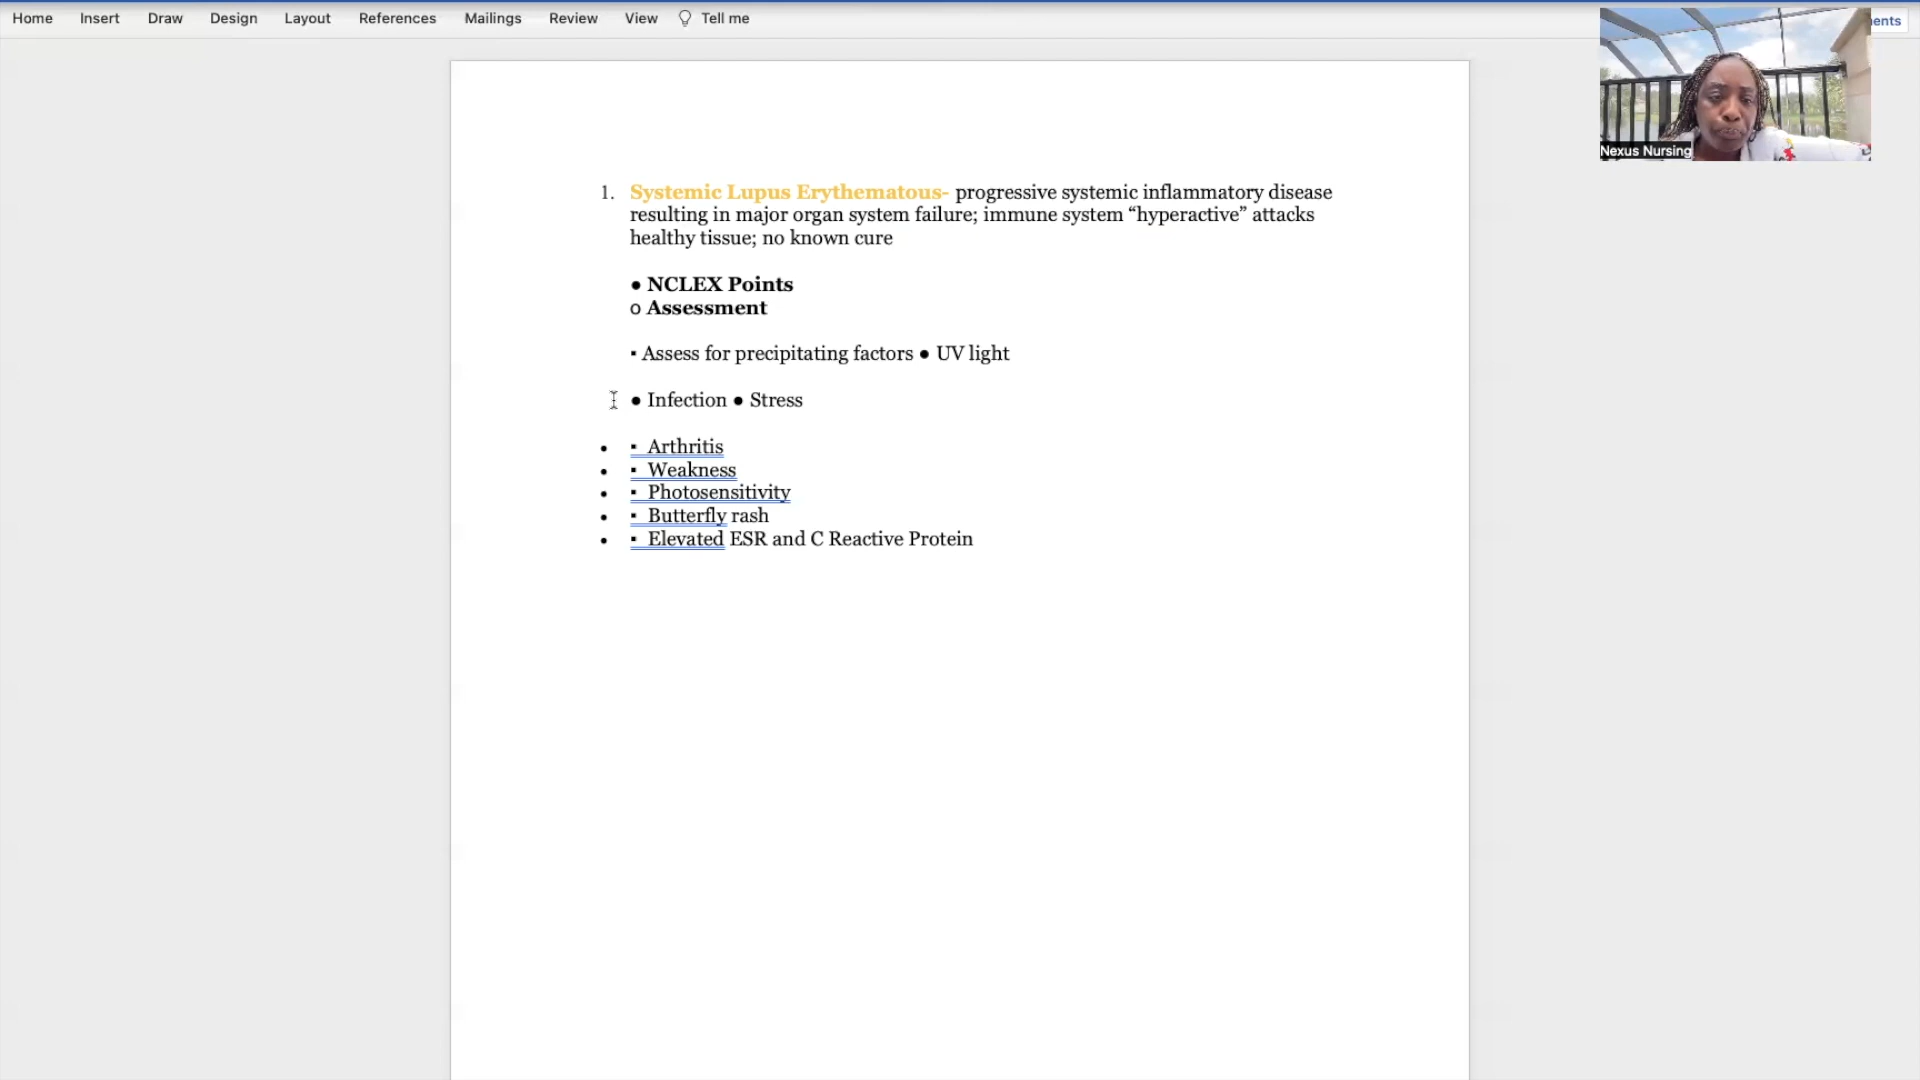 Home Insert Draw Design Layout References Mailings Review View Tell me
ents
Nexus Nursing
1. Systemic Lupus Erythematous- progressive systemic inflammatory disease
resulting in major organ system failure; immune system “hyperactive” attacks
healthy tissue; no known cure
● NCLEX Points
o Assessment
▪ Assess for precipitating factors ● UV light
● Infection ● Stress
• ▪ Arthritis
• ▪ Weakness
• ▪ Photosensitivity
• ▪ Butterfly rash
• ▪ Elevated ESR and C Reactive Protein